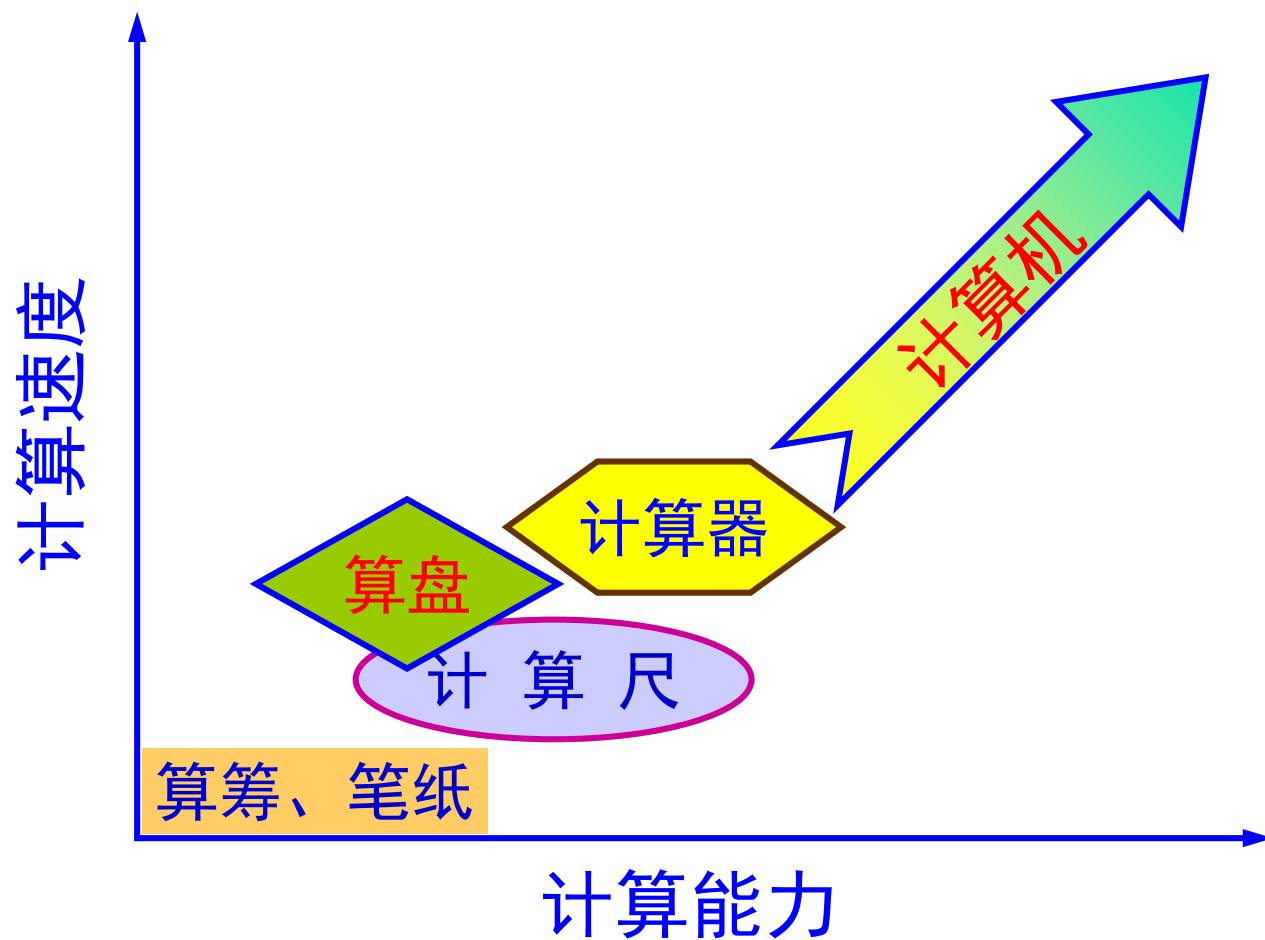 计算速度
计算机
计算器
算盘
计 算 尺
算筹、笔纸
计算能力